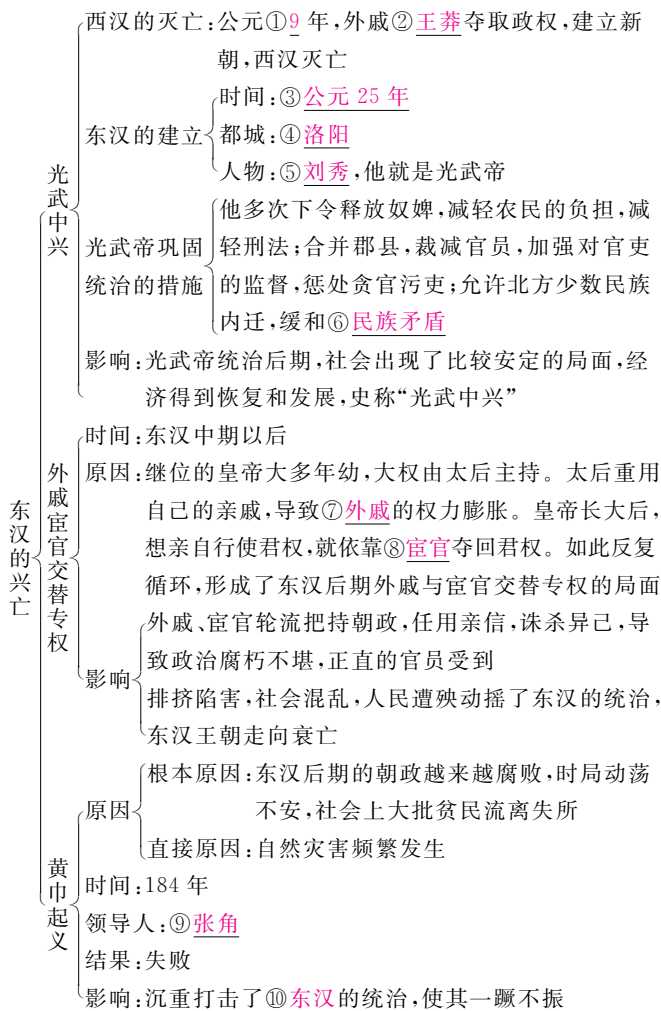 西汉的灭亡:公元①9 年,外戚②王莽夺取政权,建立新
朝,西汉灭亡
东汉的建立
时间:③公元 25 年
都城:④洛阳
人物:⑤刘秀,他就是光武帝
光武中兴
光武帝巩固
统治的措施
他多次下令释放奴婢,减轻农民的负担,减
轻刑法;合并郡县,裁减官员,加强对官吏
的监督,惩处贪官污吏;允许北方少数民族
内迁,缓和⑥民族矛盾
影响:光武帝统治后期,社会出现了比较安定的局面,经
济得到恢复和发展,史称“光武中兴”
东汉的兴亡
外戚宦官交替专权
时间:东汉中期以后
原因:继位的皇帝大多年幼,大权由太后主持。太后重用
自己的亲戚,导致⑦外戚的权力膨胀。皇帝长大后,
想亲自行使君权,就依靠⑧宦官夺回君权。如此反复
循环,形成了东汉后期外戚与宦官交替专权的局面
影响
外戚、宦官轮流把持朝政,任用亲信,诛杀异己,导
致政治腐朽不堪,正直的官员受到
排挤陷害,社会混乱,人民遭殃动摇了东汉的统治,
东汉王朝走向衰亡
黄巾起义
原因
根本原因:东汉后期的朝政越来越腐败,时局动荡
不安,社会上大批贫民流离失所
直接原因:自然灾害频繁发生
时间:184 年
领导人:⑨张角
结果:失败
影响:沉重打击了⑩东汉的统治,使其一蹶不振